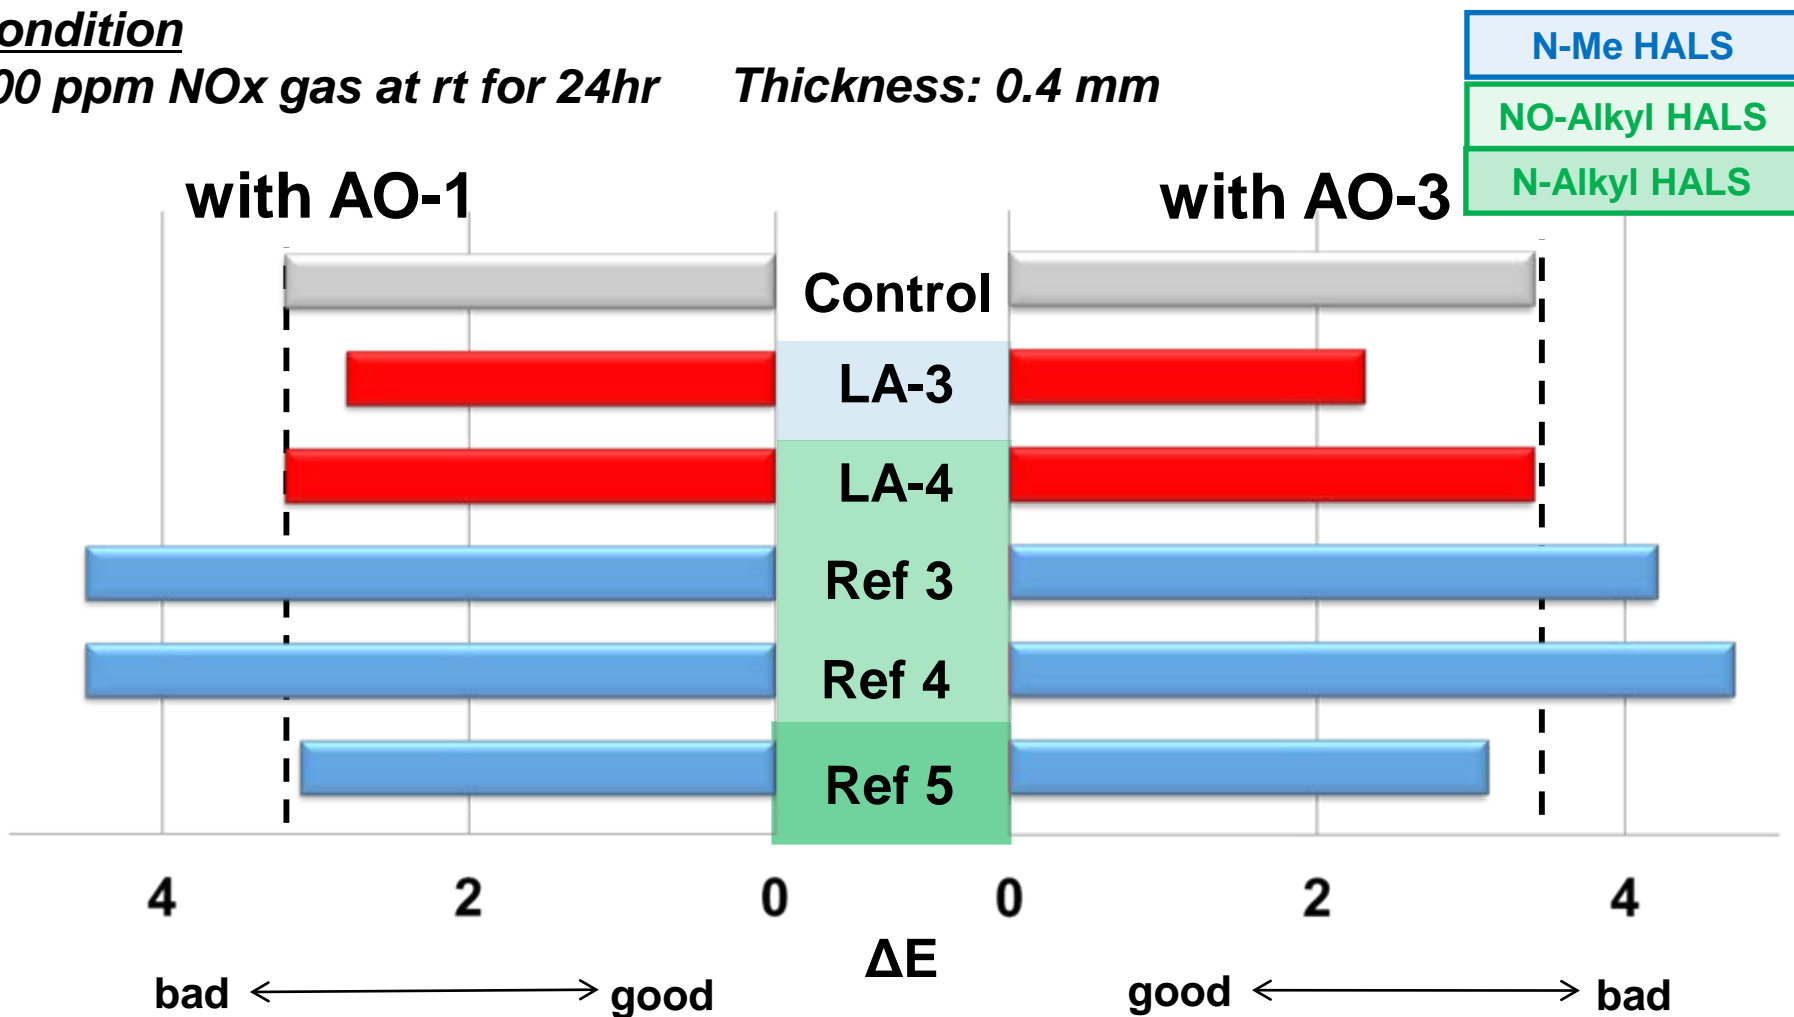 ondition
00 ppm NOx gas at rt for 24hr Thickness: 0.4 mm
N-Me HALS
NO-Alkyl HALS
N-Alkyl HALS
with AO-1
with AO-3
Control
LA-3
LA-4
Ref 3
Ref 4
Ref 5
4 2 0 0 2 4
ΔE
bad good good bad